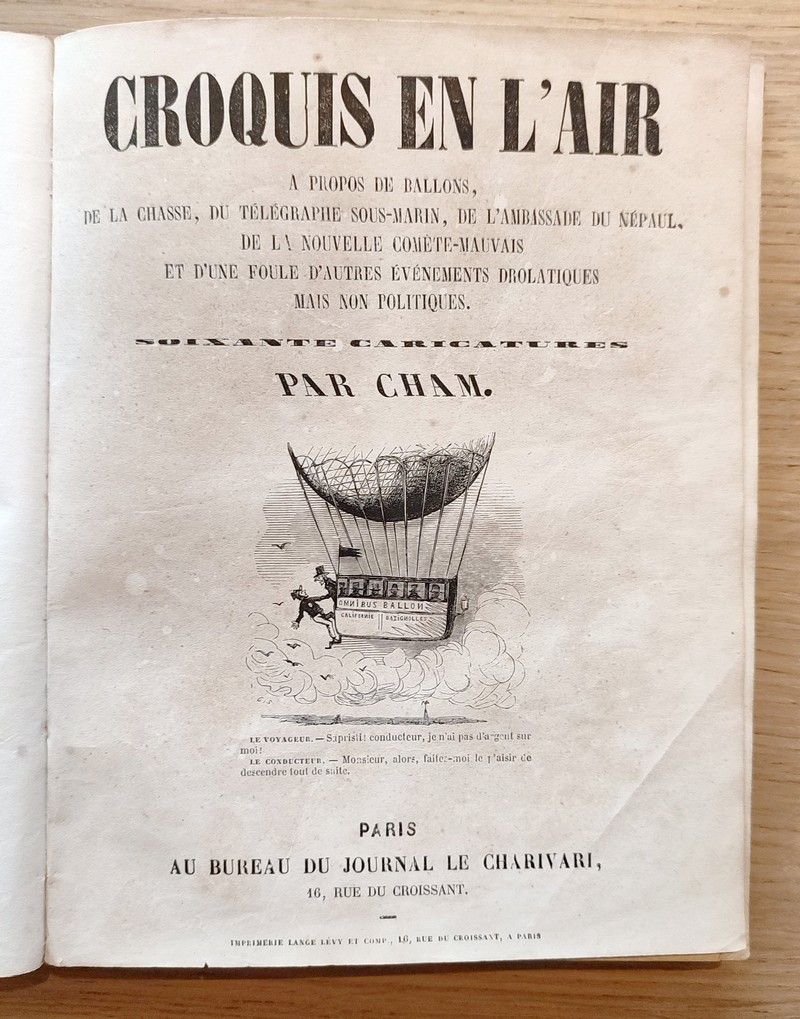 CROQUIS EN L'AIR
A PROPOS DE BALLONS,
DE LA CHASSE, DU TÉLÉGRAPHE SOUS-MARIN, DE L'AMBASSADE DU NÉPAUL,
DE LA NOUVELLE COMÈTE-MAUVAIS
ET D'UNE FOULE D'AUTRES ÉVÉNEMENTS DROLATIQUES
MAIS NON POLITIQUES.
SOIXANTE CARICATURES
PAR CHAM.
OMNIBUS BALLON
CALIFORNIE BATIGNOLLES
LE VOYAGEUR. — Sapristi! conducteur, je n'ai pas d'argent sur
moi!
LE CONDUCTEUR. — Monsieur, alors, faites-moi le plaisir de
descendre tout de suite.
PARIS
AU BUREAU DU JOURNAL LE CHARIVARI,
16, RUE DU CROISSANT.
IMPRIMERIE LANGE LÉVY ET COMP., 16, RUE DU CROISSANT, A PARIS